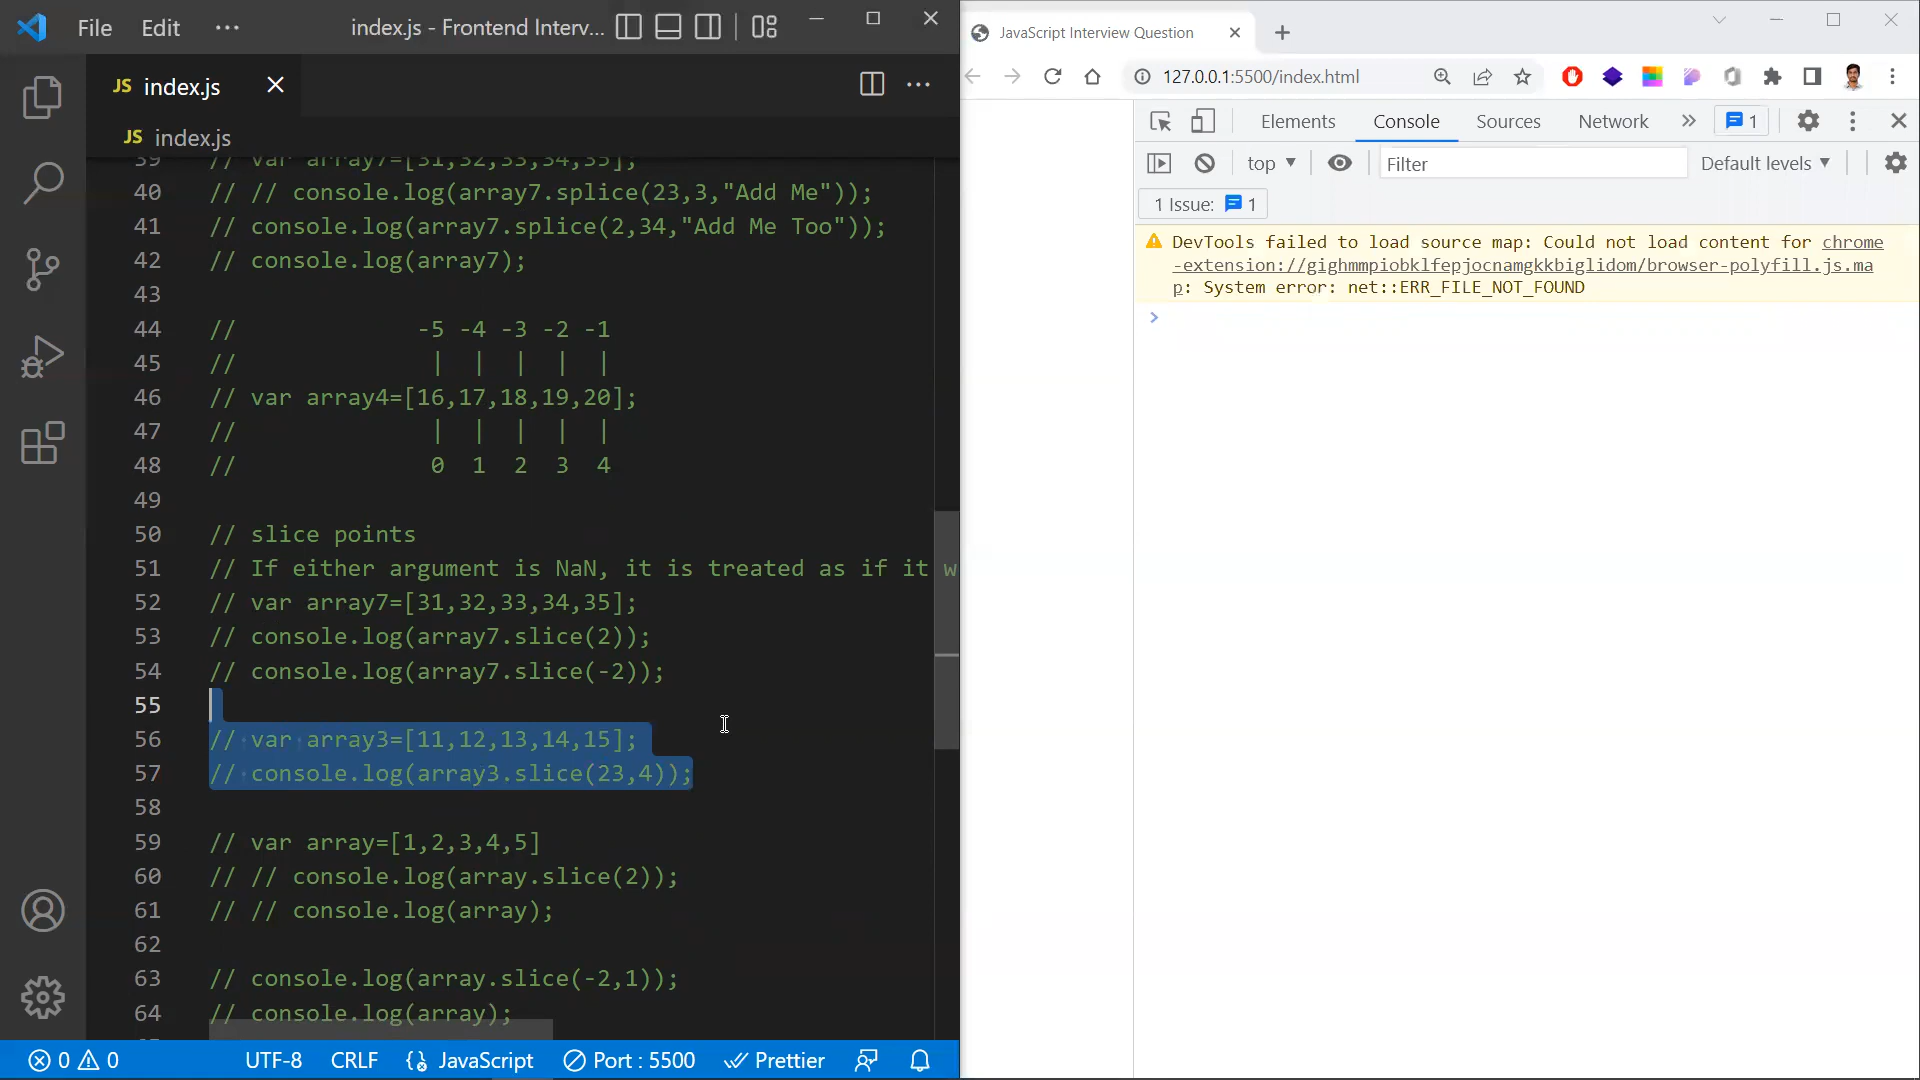 File Edit ··· index.js - Frontend Interv...
JS index.js
JS index.js
39 // var array7=[31,32,33,34,35];
40 // // console.log(array7.splice(23,3,"Add Me"));
41 // console.log(array7.splice(2,34,"Add Me Too"));
42 // console.log(array7);
43
44 // -5 -4 -3 -2 -1
45 // | | | | |
46 // var array4=[16,17,18,19,20];
47 // | | | | |
48 // 0 1 2 3 4
49
50 // slice points
51 // If either argument is NaN, it is treated as if it w
52 // var array7=[31,32,33,34,35];
53 // console.log(array7.slice(2));
54 // console.log(array7.slice(-2));
55
56 // var array3=[11,12,13,14,15];
57 // console.log(array3.slice(23,4));
58
59 // var array=[1,2,3,4,5]
60 // // console.log(array.slice(2));
61 // // console.log(array);
62
63 // console.log(array.slice(-2,1));
64 // console.log(array);
0 0 UTF-8 CRLF {} JavaScript Port : 5500 Prettier
JavaScript Interview Question
127.0.0.1:5500/index.html
Elements Console Sources Network » 1
top Filter Default levels
1 Issue: 1
DevTools failed to load source map: Could not load content for chrome
-extension://gighmmpiobklfepjocnamgkkbiglidom/browser-polyfill.js.ma
p: System error: net::ERR_FILE_NOT_FOUND
>